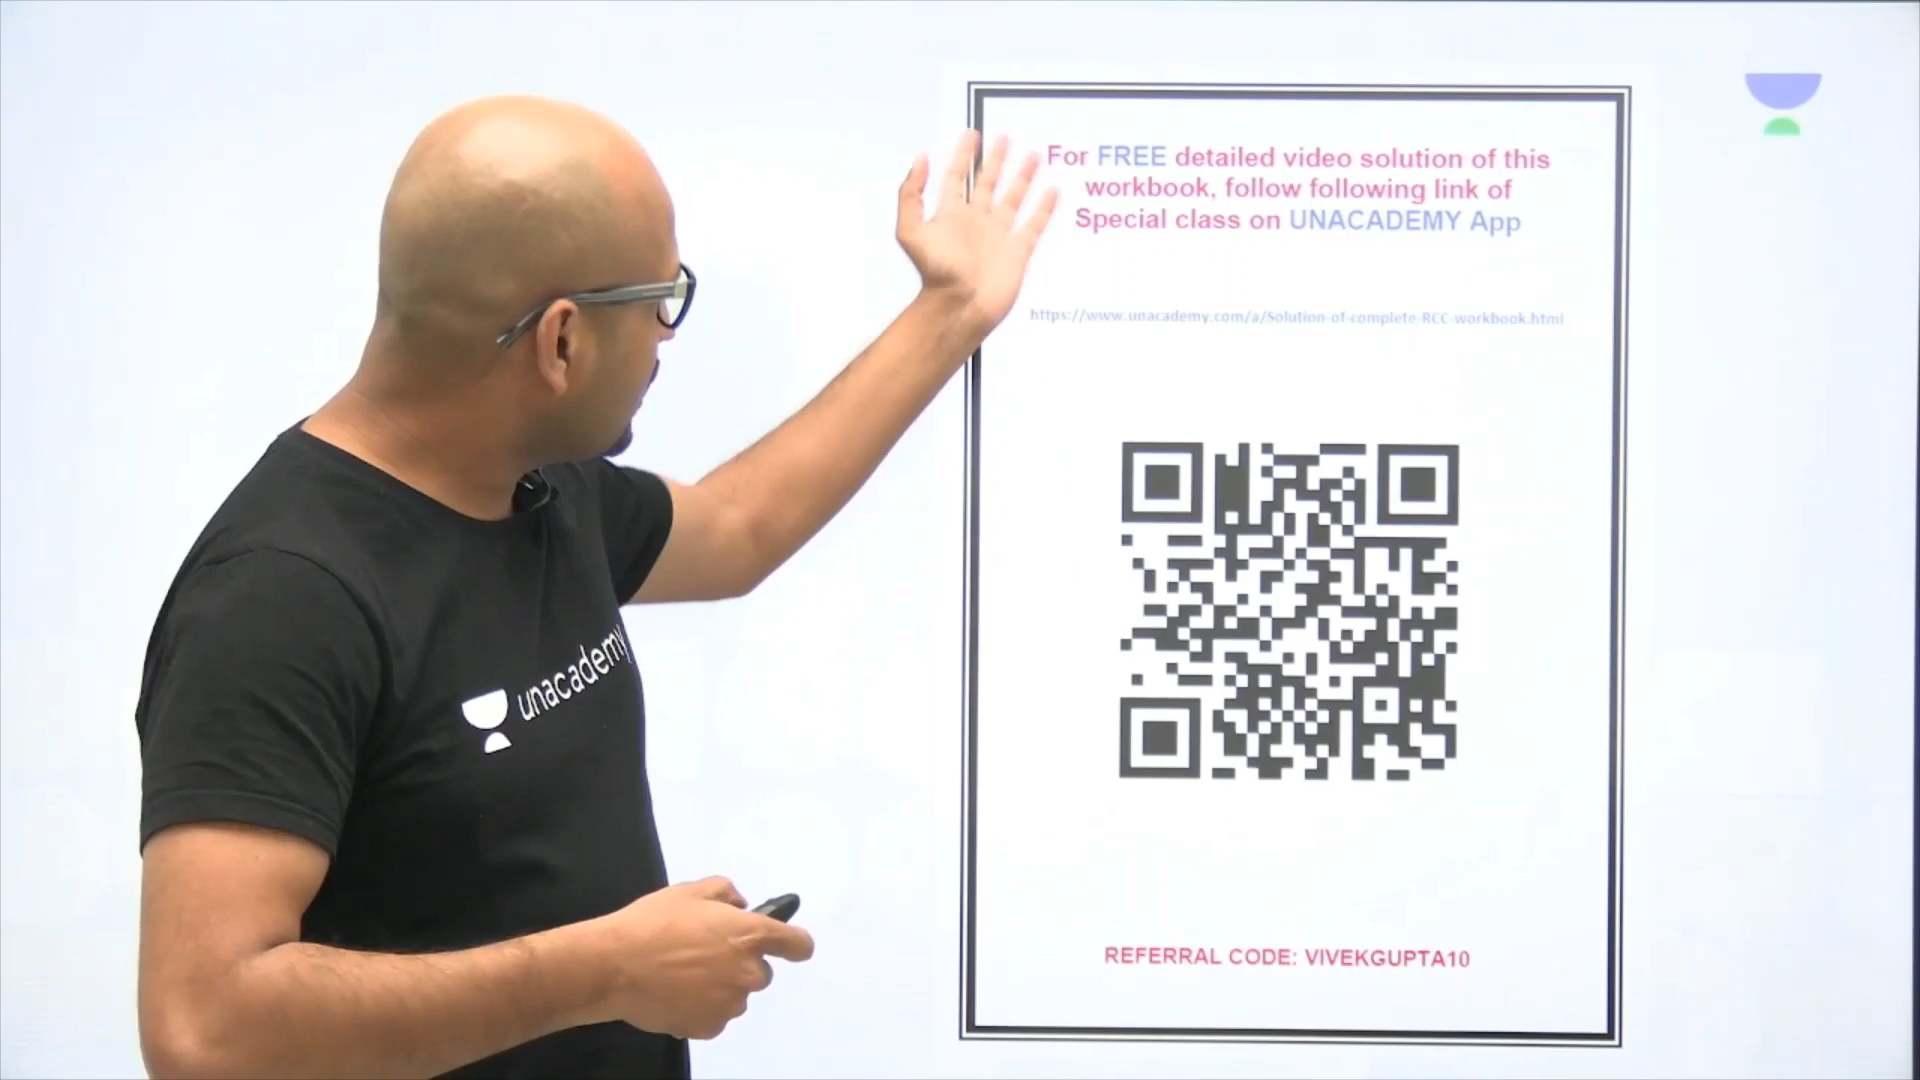 For FREE detailed video solution of this
workbook, follow following link of
Special class on UNACADEMY App
https://www.unacademy.com/a/Solution-of-complete-RCC-workbook.html
unacademy
REFERRAL CODE: VIVEKGUPTA10